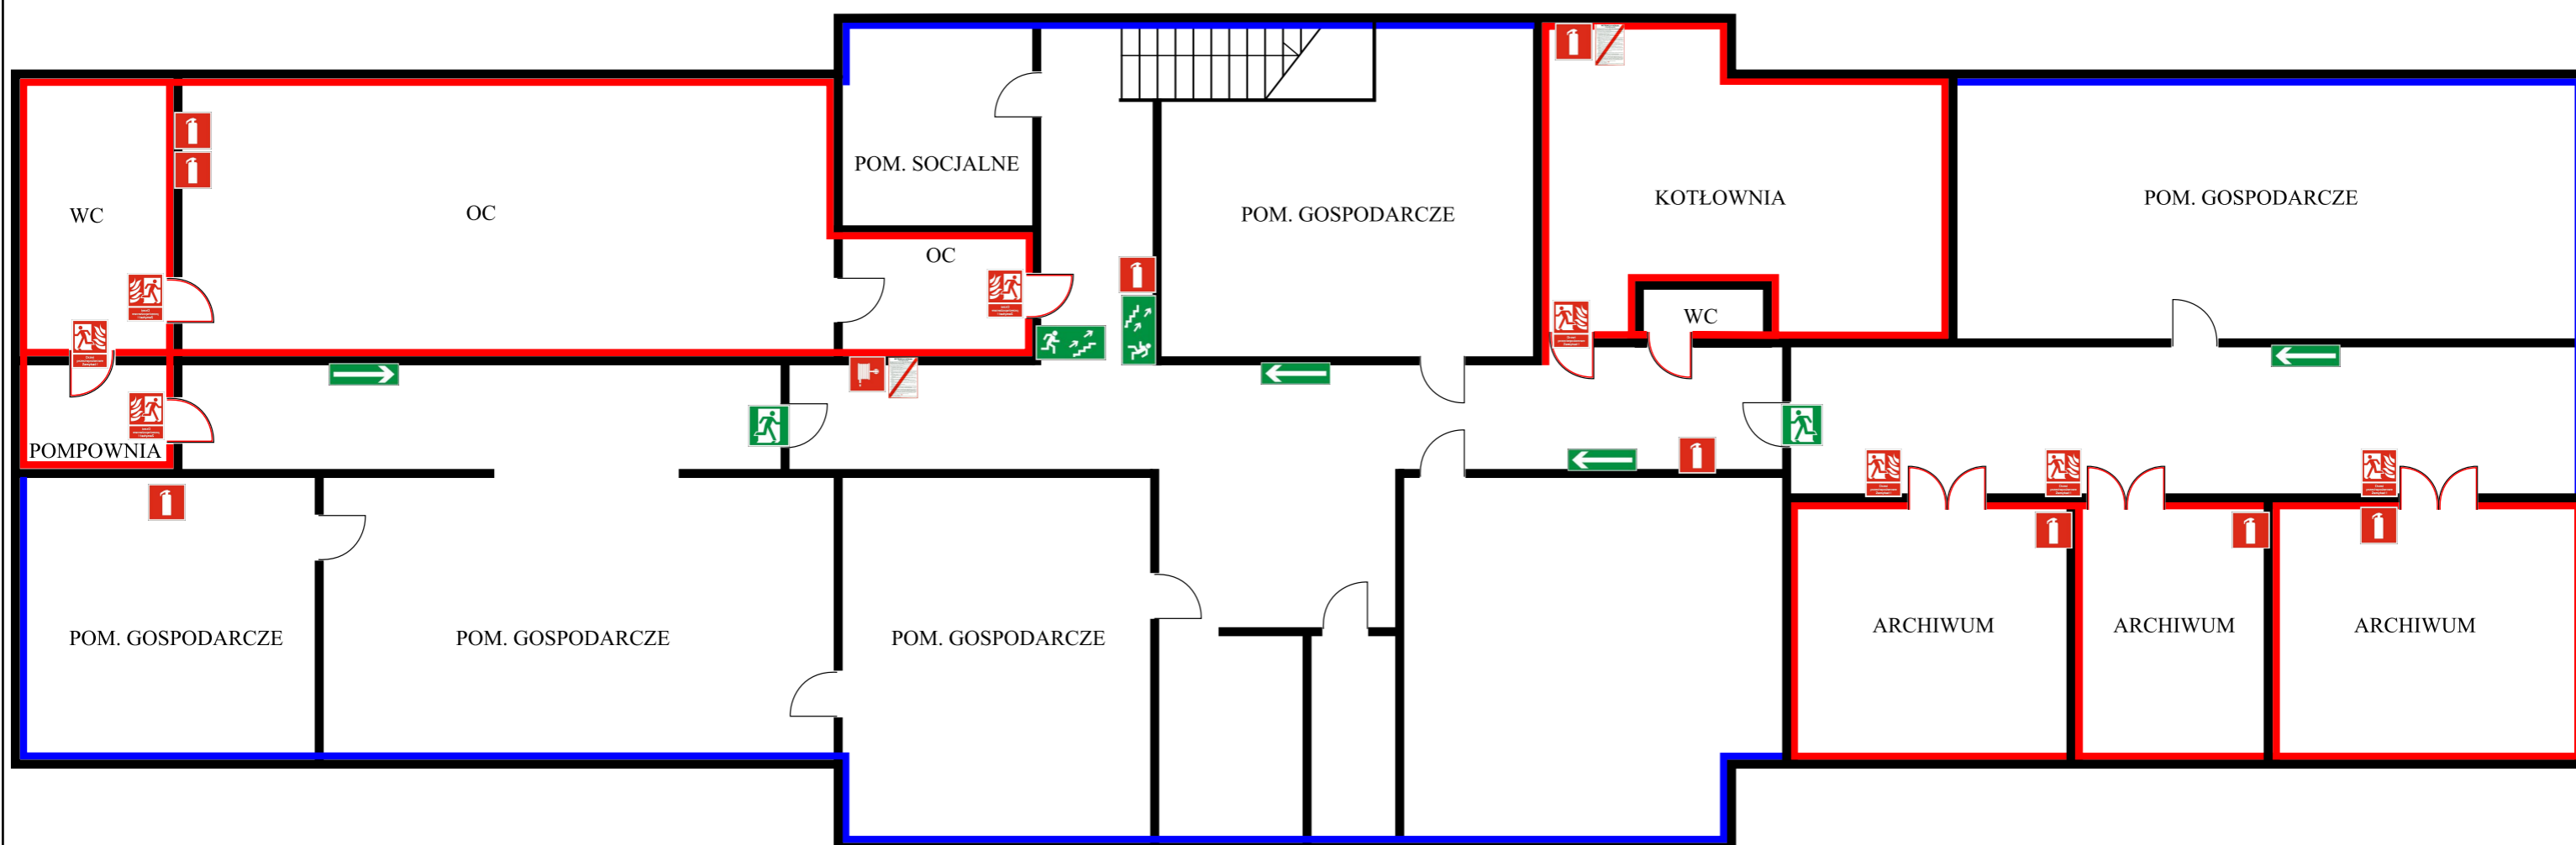 POM. SOCJALNE
WC
OC
POM. GOSPODARCZE
KOTŁOWNIA
POM. GOSPODARCZE
OC
WC
POMPOWNIA
POM. GOSPODARCZE
POM. GOSPODARCZE
POM. GOSPODARCZE
ARCHIWUM
ARCHIWUM
ARCHIWUM